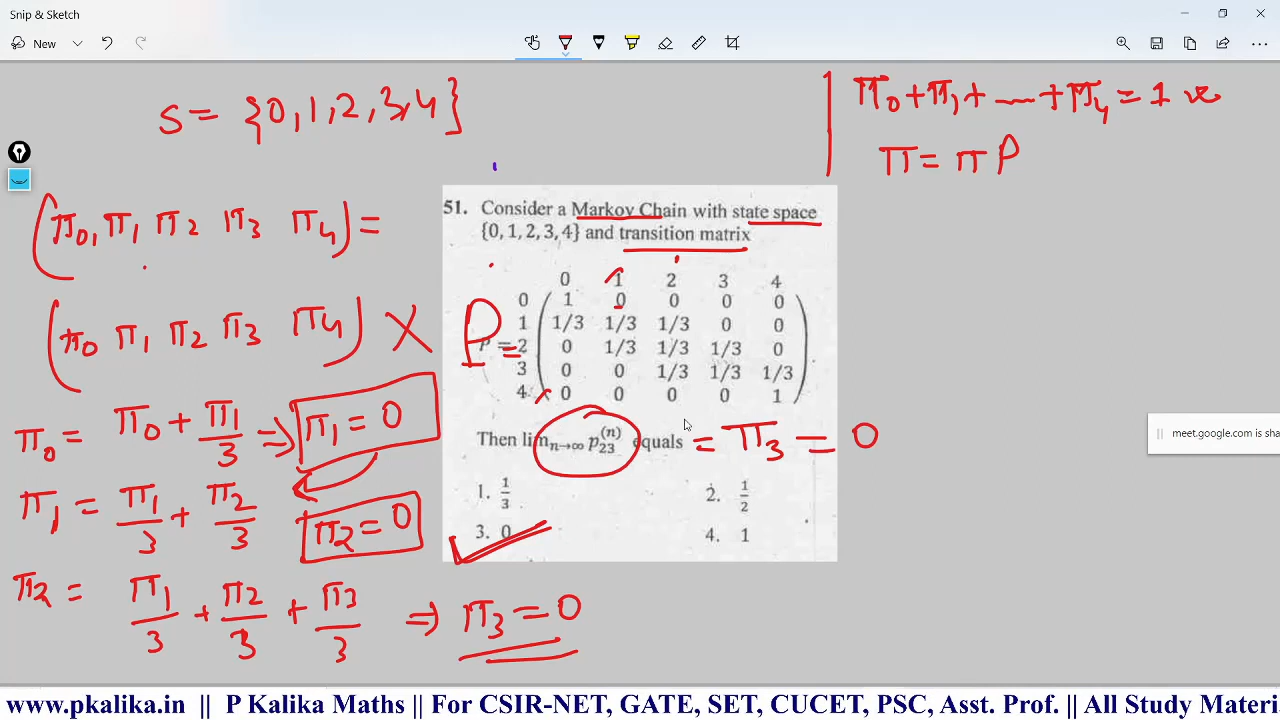 Snip & Sketch
New
S = {0, 1, 2, 3, 4}
π0+π1+ .... +π4 = 1
π = πP
(π0, π1 π2 π3 π4) =
(π0 π1 π2 π3 π4) X
π0 = π0 + π1/3 ⇒ π1 = 0
π1 = π1/3 + π2/3 π2 = 0
π2 = π1/3 + π2/3 + π3/3 ⇒ π3 = 0
51. Consider a Markov Chain with state space
{0, 1, 2, 3, 4} and transition matrix
0 1 2 3 4
0 1 0 0 0 0
1 1/3 1/3 1/3 0 0
P = 2 0 1/3 1/3 1/3 0
P =
3 0 0 1/3 1/3 1/3
4 0 0 0 0 1
Then lim n→∞ p23^(n) equals = π3 = 0
1. 1/3 2. 1/2
3. 0 4. 1
meet.google.com is sha
www.pkalika.in || P Kalika Maths || For CSIR-NET, GATE, SET, CUCET, PSC, Asst. Prof. || All Study Materi